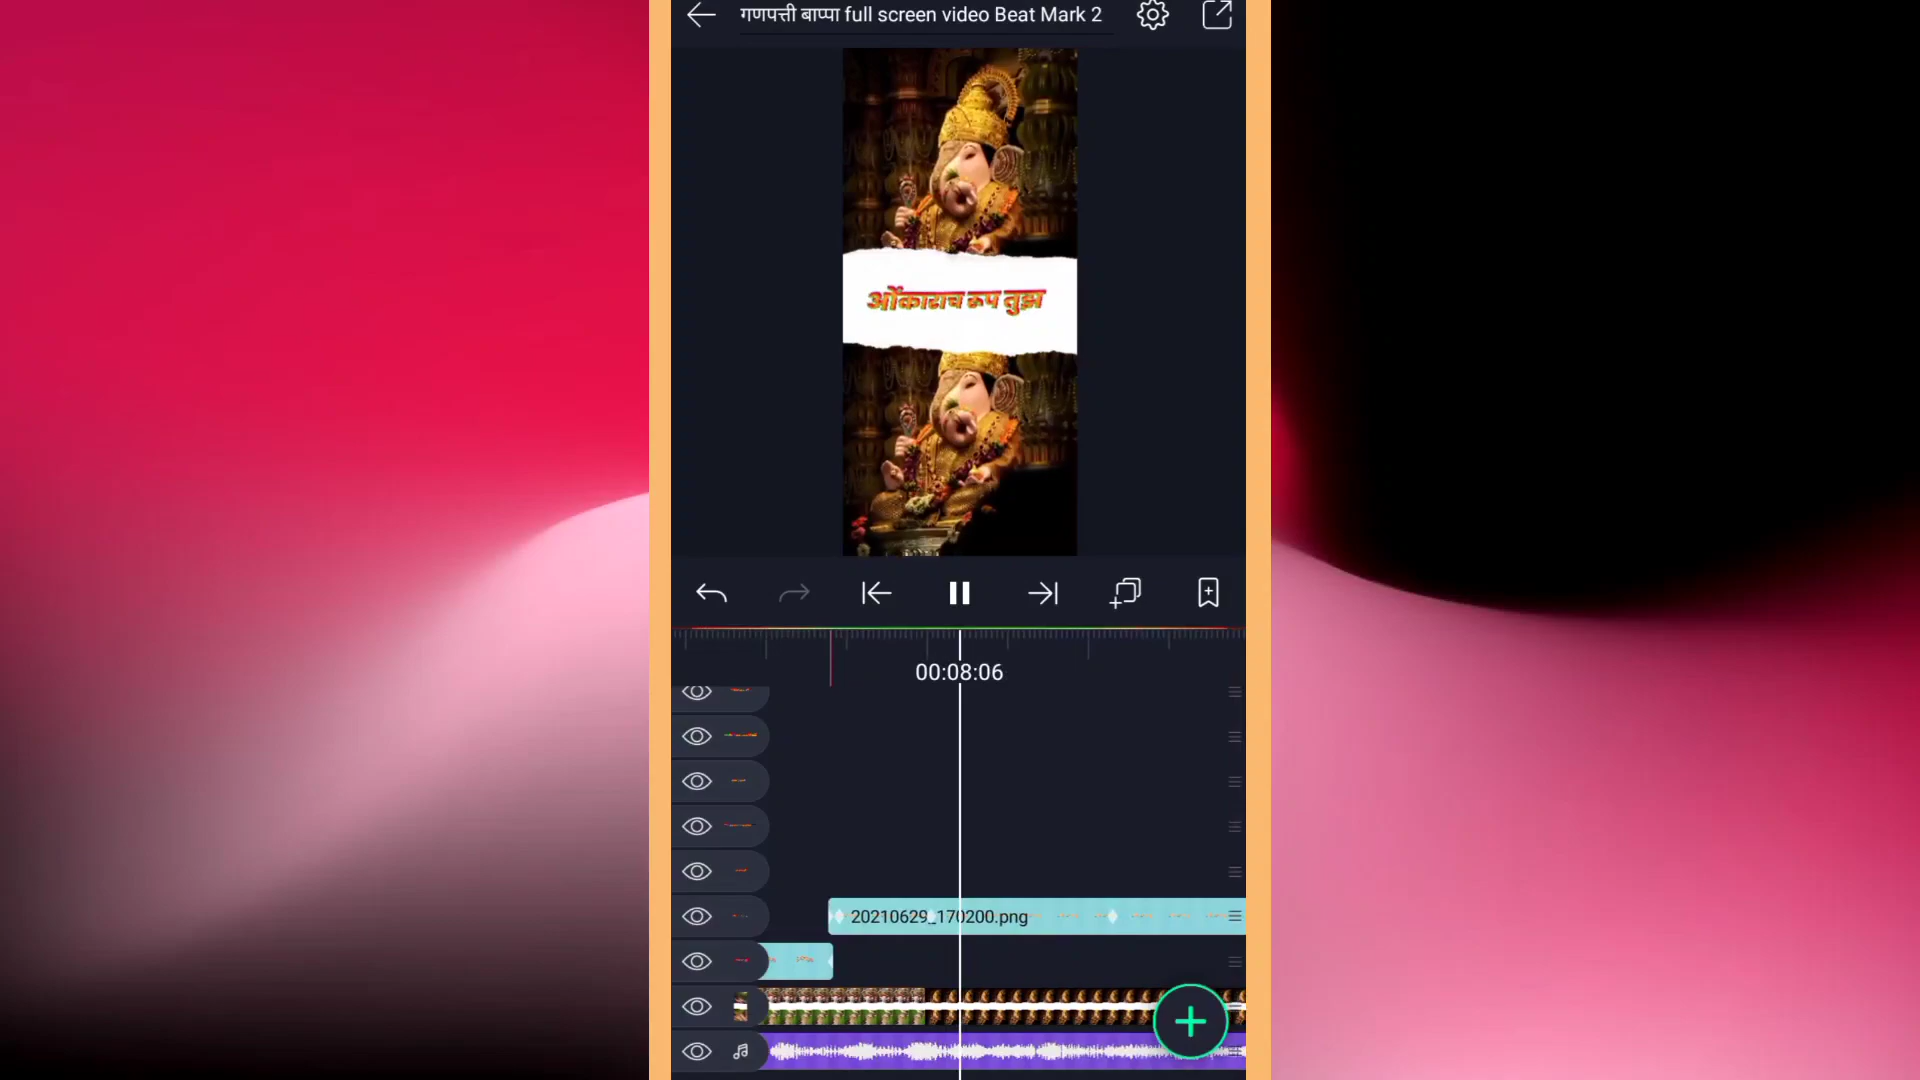 गणपत्ती बाप्पा full screen video Beat Mark 2
ओंकाराच रूप तुझ
00:08:06
20210629_170200.png